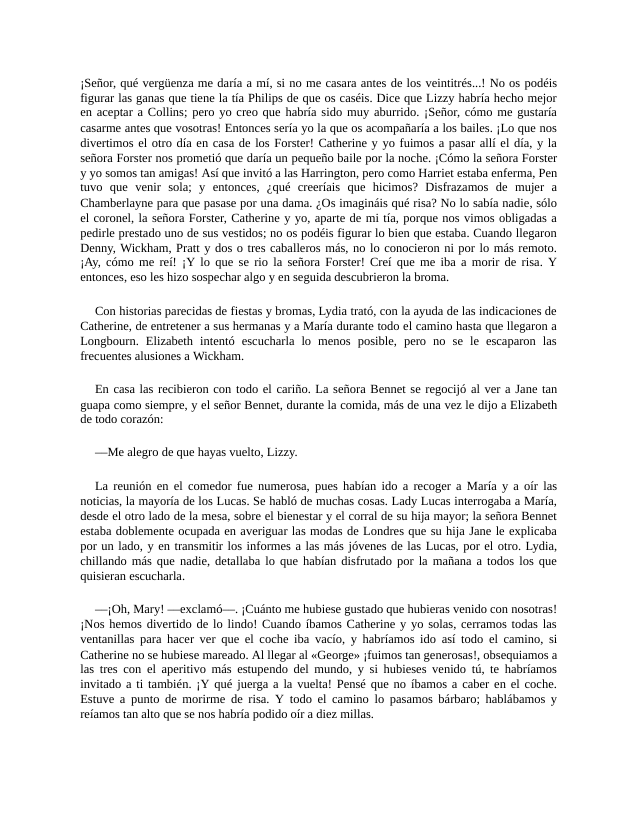 ¡Señor, qué vergüenza me daría a mí, si no me casara antes de los veintitrés...! No os podéis
figurar las ganas que tiene la tía Philips de que os caséis. Dice que Lizzy habría hecho mejor
en aceptar a Collins; pero yo creo que habría sido muy aburrido. ¡Señor, cómo me gustaría
casarme antes que vosotras! Entonces sería yo la que os acompañaría a los bailes. ¡Lo que nos
divertimos el otro día en casa de los Forster! Catherine y yo fuimos a pasar allí el día, y la
señora Forster nos prometió que daría un pequeño baile por la noche. ¡Cómo la señora Forster
y yo somos tan amigas! Así que invitó a las Harrington, pero como Harriet estaba enferma, Pen
tuvo que venir sola; y entonces, ¿qué creeríais que hicimos? Disfrazamos de mujer a
Chamberlayne para que pasase por una dama. ¿Os imagináis qué risa? No lo sabía nadie, sólo
el coronel, la señora Forster, Catherine y yo, aparte de mi tía, porque nos vimos obligadas a
pedirle prestado uno de sus vestidos; no os podéis figurar lo bien que estaba. Cuando llegaron
Denny, Wickham, Pratt y dos o tres caballeros más, no lo conocieron ni por lo más remoto.
¡Ay, cómo me reí! ¡Y lo que se rio la señora Forster! Creí que me iba a morir de risa. Y
entonces, eso les hizo sospechar algo y en seguida descubrieron la broma.
Con historias parecidas de fiestas y bromas, Lydia trató, con la ayuda de las indicaciones de
Catherine, de entretener a sus hermanas y a María durante todo el camino hasta que llegaron a
Longbourn. Elizabeth intentó escucharla lo menos posible, pero no se le escaparon las
frecuentes alusiones a Wickham.
En casa las recibieron con todo el cariño. La señora Bennet se regocijó al ver a Jane tan
guapa como siempre, y el señor Bennet, durante la comida, más de una vez le dijo a Elizabeth
de todo corazón:
—Me alegro de que hayas vuelto, Lizzy.
La reunión en el comedor fue numerosa, pues habían ido a recoger a María y a oír las
noticias, la mayoría de los Lucas. Se habló de muchas cosas. Lady Lucas interrogaba a María,
desde el otro lado de la mesa, sobre el bienestar y el corral de su hija mayor; la señora Bennet
estaba doblemente ocupada en averiguar las modas de Londres que su hija Jane le explicaba
por un lado, y en transmitir los informes a las más jóvenes de las Lucas, por el otro. Lydia,
chillando más que nadie, detallaba lo que habían disfrutado por la mañana a todos los que
quisieran escucharla.
—¡Oh, Mary! —exclamó—. ¡Cuánto me hubiese gustado que hubieras venido con nosotras!
¡Nos hemos divertido de lo lindo! Cuando íbamos Catherine y yo solas, cerramos todas las
ventanillas para hacer ver que el coche iba vacío, y habríamos ido así todo el camino, si
Catherine no se hubiese mareado. Al llegar al «George» ¡fuimos tan generosas!, obsequiamos a
las tres con el aperitivo más estupendo del mundo, y si hubieses venido tú, te habríamos
invitado a ti también. ¡Y qué juerga a la vuelta! Pensé que no íbamos a caber en el coche.
Estuve a punto de morirme de risa. Y todo el camino lo pasamos bárbaro; hablábamos y
reíamos tan alto que se nos habría podido oír a diez millas.